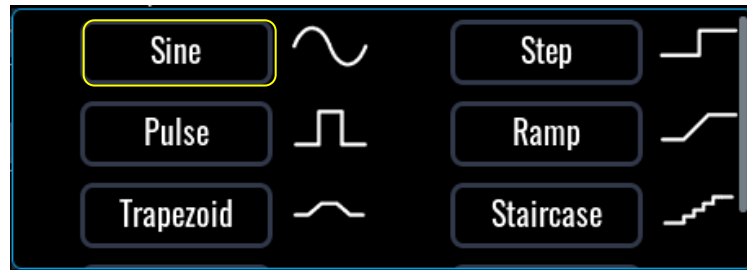 Sine
Step
Pulse
Ramp
Trapezoid
Staircase